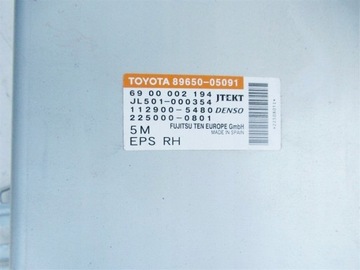 TOYOTA 89650-05091
69 00 002 194 JTEKT
JL501-000354
112900-5480 DENSO
225000-0801
FUJITSU TEN EUROPE GmbH
5M MADE IN SPAIN
EPS RH